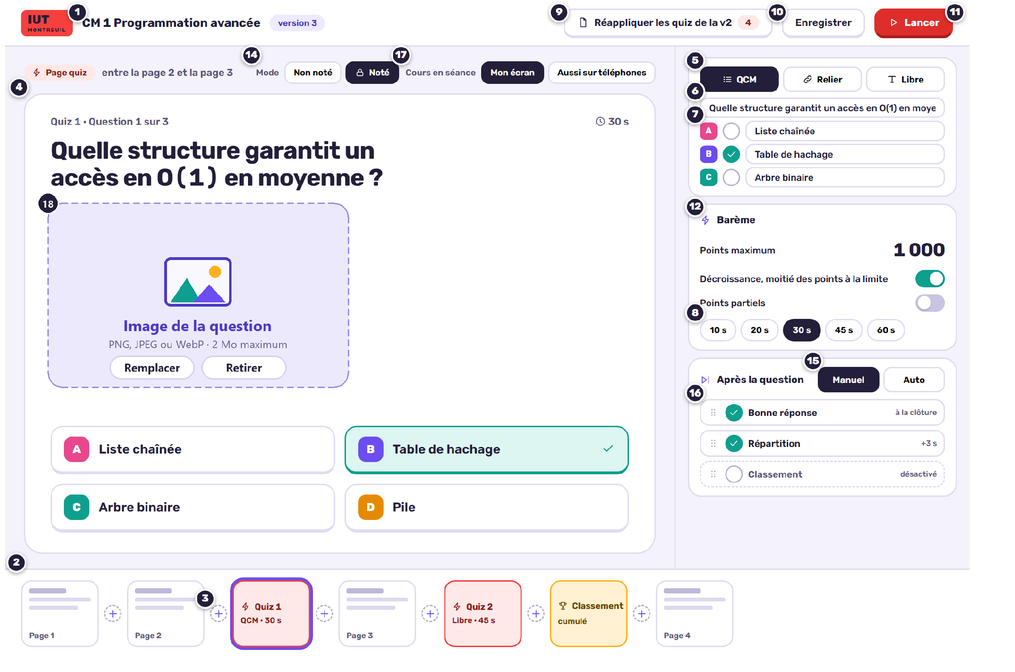 IUT
MONTREUIL
1
CM 1 Programmation avancée
version 3
9
Réappliquer les quiz de la v2
4
10
Enregistrer
11
Lancer
4
Page quiz
entre la page 2 et la page 3
14
Mode
Non noté
Noté
17
Cours en séance
Mon écran
Aussi sur téléphones
Quiz 1 · Question 1 sur 3
30 s
Quelle structure garantit un
accès en O(1) en moyenne ?
18
Image de la question
PNG, JPEG ou WebP · 2 Mo maximum
Remplacer
Retirer
A
Liste chaînée
B
Table de hachage
C
Arbre binaire
D
Pile
5
QCM
Relier
Libre
6
Quelle structure garantit un accès en O(1) en moye
7
A
Liste chaînée
B
Table de hachage
C
Arbre binaire
12
Barème
Points maximum
1 000
Décroissance, moitié des points à la limite
Points partiels
8
10 s
20 s
30 s
45 s
60 s
15
Après la question
Manuel
Auto
16
Bonne réponse
à la clôture
Répartition
+3 s
Classement
désactivé
2
Page 1
Page 2
3
Quiz 1
QCM · 30 s
Page 3
Quiz 2
Libre · 45 s
Classement
cumulé
Page 4